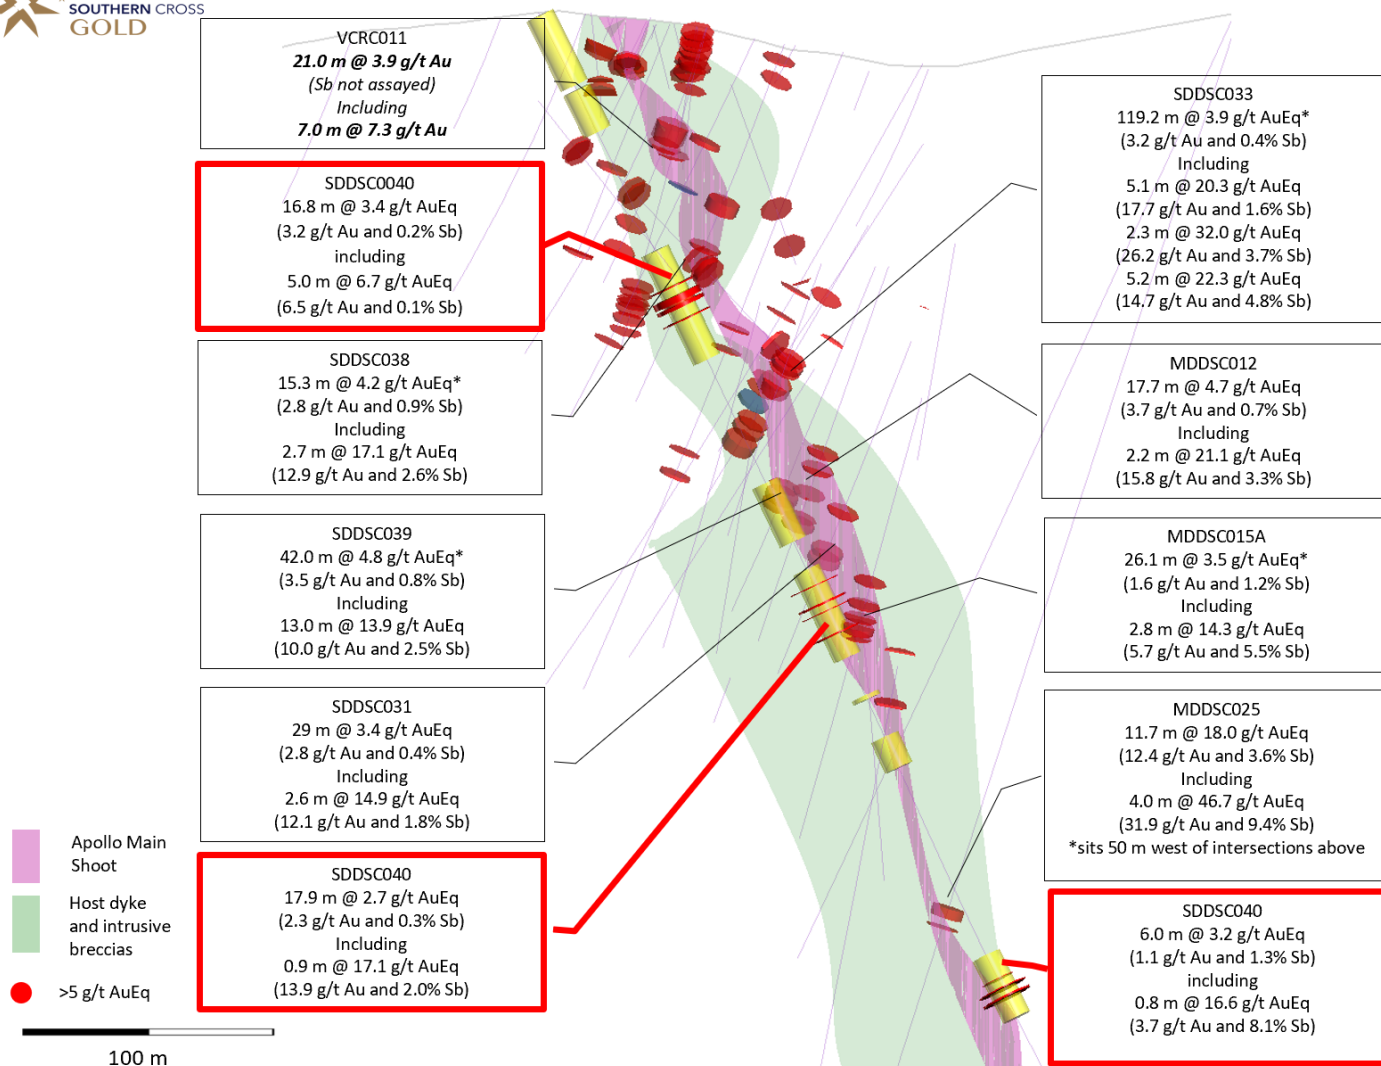 SOUTHERN CROSS
GOLD
VCRC011
21.0 m @ 3.9 g/t Au
(Sb not assayed)
Including
7.0 m @ 7.3 g/t Au
SDDSC0040
16.8 m @ 3.4 g/t AuEq
(3.2 g/t Au and 0.2% Sb)
including
5.0 m @ 6.7 g/t AuEq
(6.5 g/t Au and 0.1% Sb)
SDDSC038
15.3 m @ 4.2 g/t AuEq*
(2.8 g/t Au and 0.9% Sb)
Including
2.7 m @ 17.1 g/t AuEq
(12.9 g/t Au and 2.6% Sb)
SDDSC039
42.0 m @ 4.8 g/t AuEq*
(3.5 g/t Au and 0.8% Sb)
Including
13.0 m @ 13.9 g/t AuEq
(10.0 g/t Au and 2.5% Sb)
SDDSC031
29 m @ 3.4 g/t AuEq
(2.8 g/t Au and 0.4% Sb)
Including
2.6 m @ 14.9 g/t AuEq
(12.1 g/t Au and 1.8% Sb)
SDDSC040
17.9 m @ 2.7 g/t AuEq
(2.3 g/t Au and 0.3% Sb)
Including
0.9 m @ 17.1 g/t AuEq
(13.9 g/t Au and 2.0% Sb)
SDDSC033
119.2 m @ 3.9 g/t AuEq*
(3.2 g/t Au and 0.4% Sb)
Including
5.1 m @ 20.3 g/t AuEq
(17.7 g/t Au and 1.6% Sb)
2.3 m @ 32.0 g/t AuEq
(26.2 g/t Au and 3.7% Sb)
5.2 m @ 22.3 g/t AuEq
(14.7 g/t Au and 4.8% Sb)
MDDSC012
17.7 m @ 4.7 g/t AuEq
(3.7 g/t Au and 0.7% Sb)
Including
2.2 m @ 21.1 g/t AuEq
(15.8 g/t Au and 3.3% Sb)
MDDSC015A
26.1 m @ 3.5 g/t AuEq*
(1.6 g/t Au and 1.2% Sb)
Including
2.8 m @ 14.3 g/t AuEq
(5.7 g/t Au and 5.5% Sb)
MDDSC025
11.7 m @ 18.0 g/t AuEq
(12.4 g/t Au and 3.6% Sb)
Including
4.0 m @ 46.7 g/t AuEq
(31.9 g/t Au and 9.4% Sb)
*sits 50 m west of intersections above
SDDSC040
6.0 m @ 3.2 g/t AuEq
(1.1 g/t Au and 1.3% Sb)
including
0.8 m @ 16.6 g/t AuEq
(3.7 g/t Au and 8.1% Sb)
Apollo Main
Shoot
Host dyke
and intrusive
breccias
>5 g/t AuEq
100 m